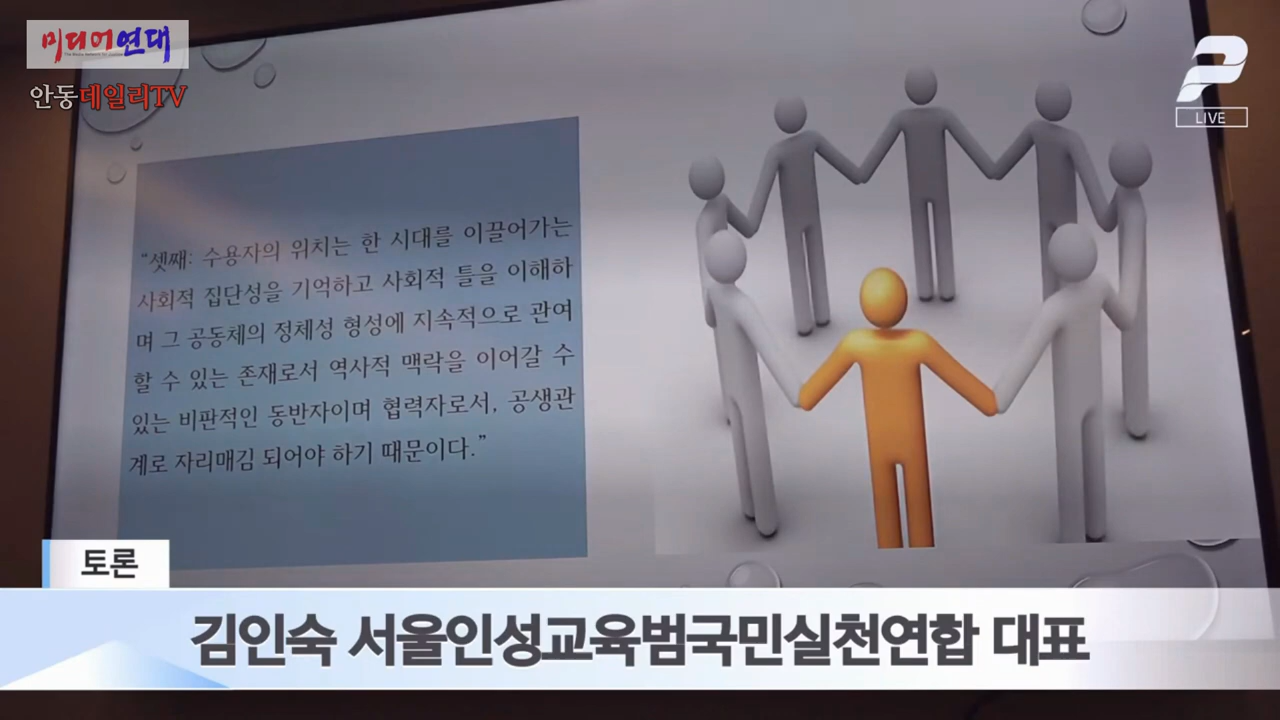 미디어연대
안동데일리TV
LIVE
“셋째: 수용자의 위치는 한 시대를 이끌어가는
사회적 집단성을 기억하고 사회적 틀을 이해하
며 그 공동체의 정체성 형성에 지속적으로 관여
할 수 있는 존재로서 역사적 맥락을 이어갈 수
있는 비판적인 동반자이며 협력자로서, 공생관
계로 자리매김 되어야 하기 때문이다.”
토론
김인숙 서울인성교육범국민실천연합 대표